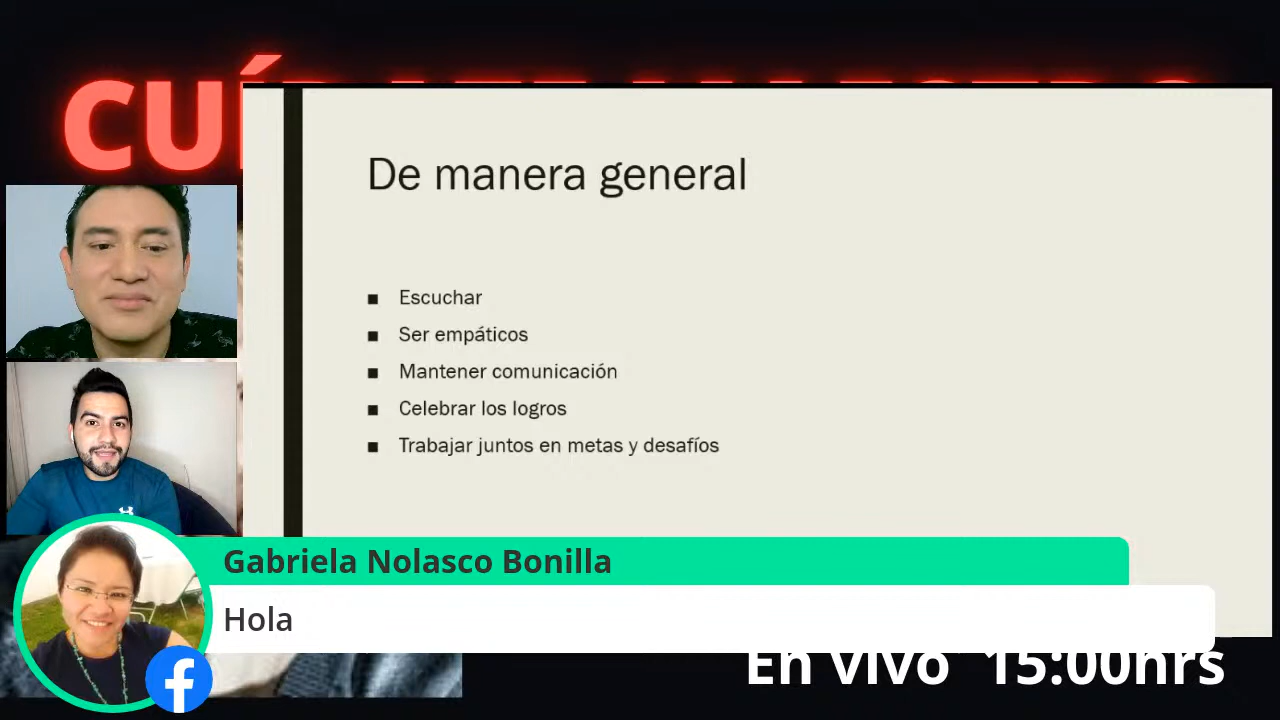 De manera general
Escuchar
Ser empáticos
Mantener comunicación
Celebrar los logros
Trabajar juntos en metas y desafíos
Gabriela Nolasco Bonilla
Hola
En vivo 15:00hrs